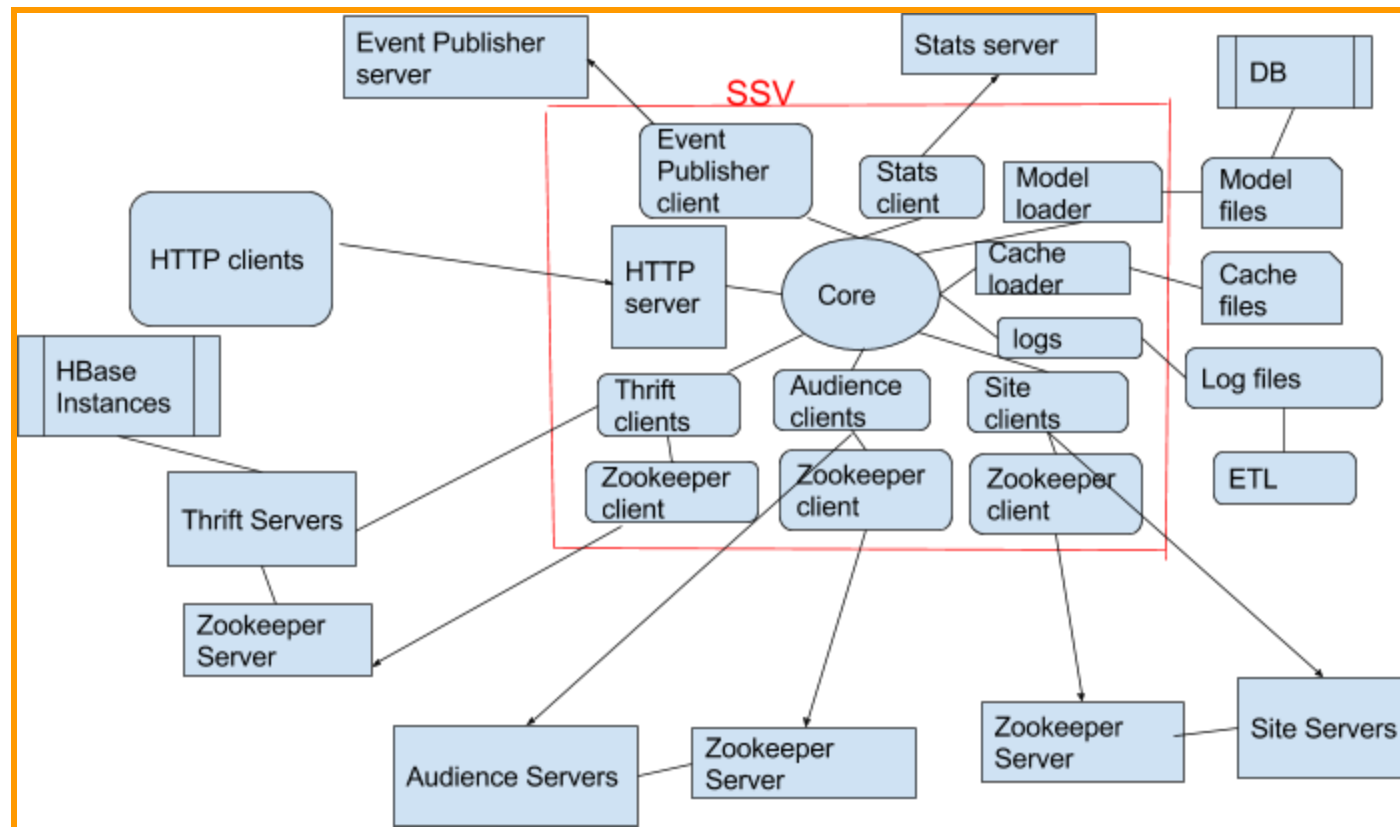 Event Publisher
server
Stats server
DB
SSV
Event
Publisher
client
Stats
client
Model
loader
Model
files
HTTP clients
HTTP
server
Core
Cache
loader
Cache
files
logs
HBase
Instances
Thrift
clients
Audience
clients
Site
clients
Log files
Zookeeper
client
Zookeeper
client
Zookeeper
client
ETL
Thrift Servers
Zookeeper
Server
Audience Servers
Zookeeper
Server
Zookeeper
Server
Site Servers